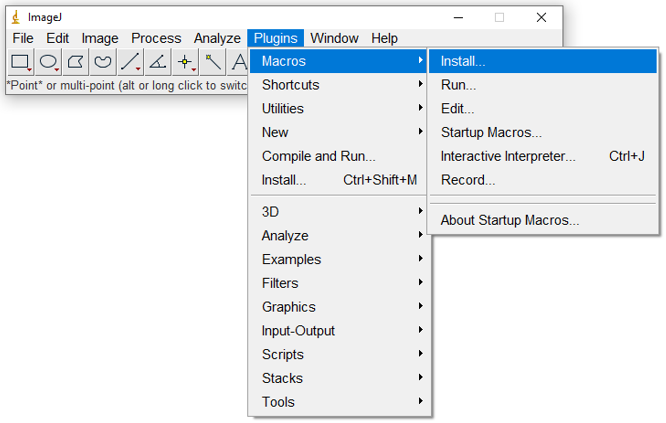 ImageJ
File Edit Image Process Analyze Plugins Window Help
*Point* or multi-point (alt or long click to switc
Macros
Shortcuts
Utilities
New
Compile and Run...
Install... Ctrl+Shift+M
3D
Analyze
Examples
Filters
Graphics
Input-Output
Scripts
Stacks
Tools
Install...
Run...
Edit...
Startup Macros...
Interactive Interpreter... Ctrl+J
Record...
About Startup Macros...